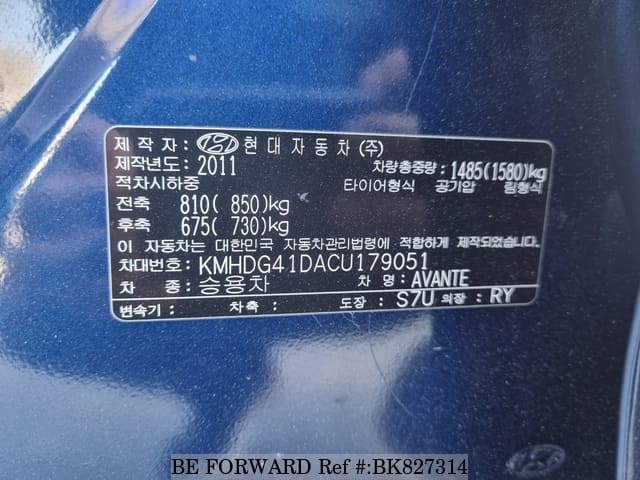 제 작 자: 현 대 자 동 차 (주)
제작년도: 2011 차량총중량: 1485(1580)kg
적차시하중 타이어형식 공기압 림형식
전축 810( 850)kg
후축 675( 730)kg
이 자동차는 대한민국 자동차관리법령에 적합하게 제작되었습니다.
차대번호: KMHDG41DACU179051
차 종: 승용차 차 명: AVANTE
변속기: 차축: 도장: S7U 의장: RY
BE FORWARD Ref #:BK827314